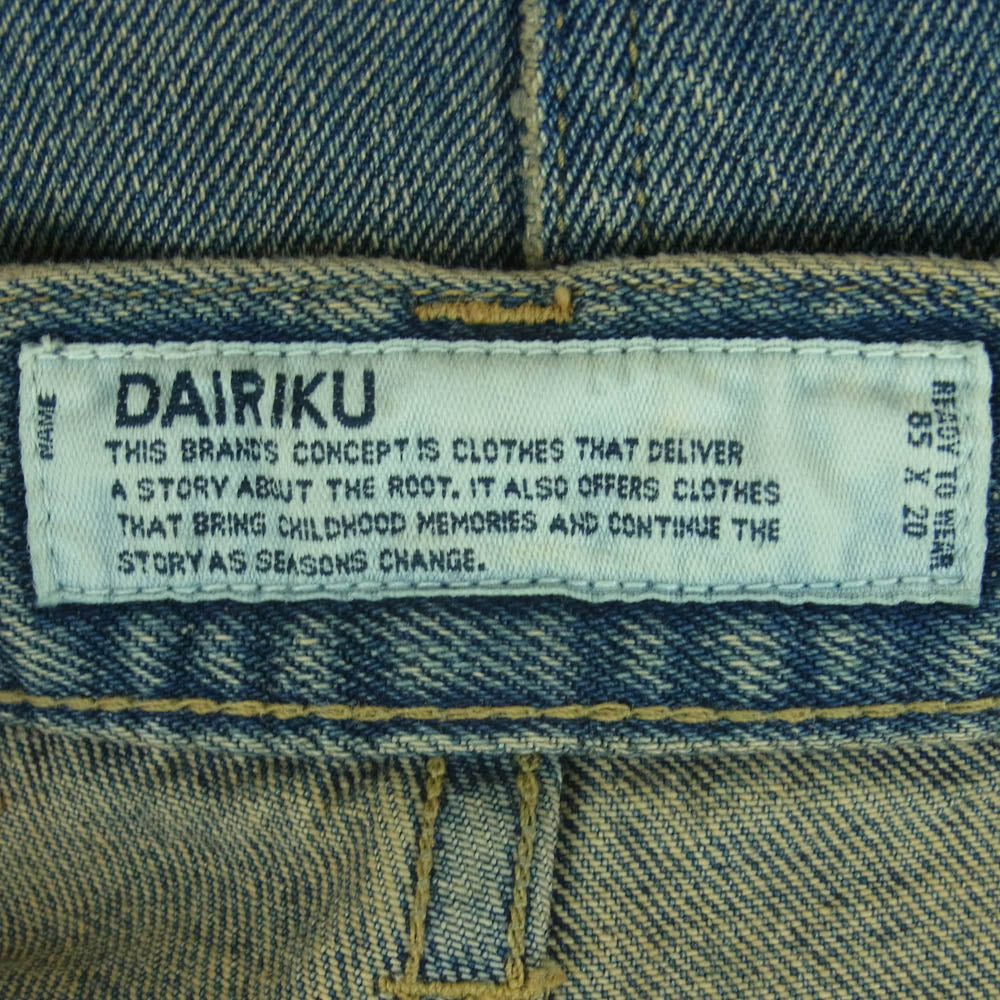 NAME
DAIRIKU
THIS BRAND'S CONCEPT IS CLOTHES THAT DELIVER
A STORY ABOUT THE ROOT. IT ALSO OFFERS CLOTHES
THAT BRING CHILDHOOD MEMORIES AND CONTINUE THE
STORY AS SEASONS CHANGE.
READY TO WEAR
85 X 20